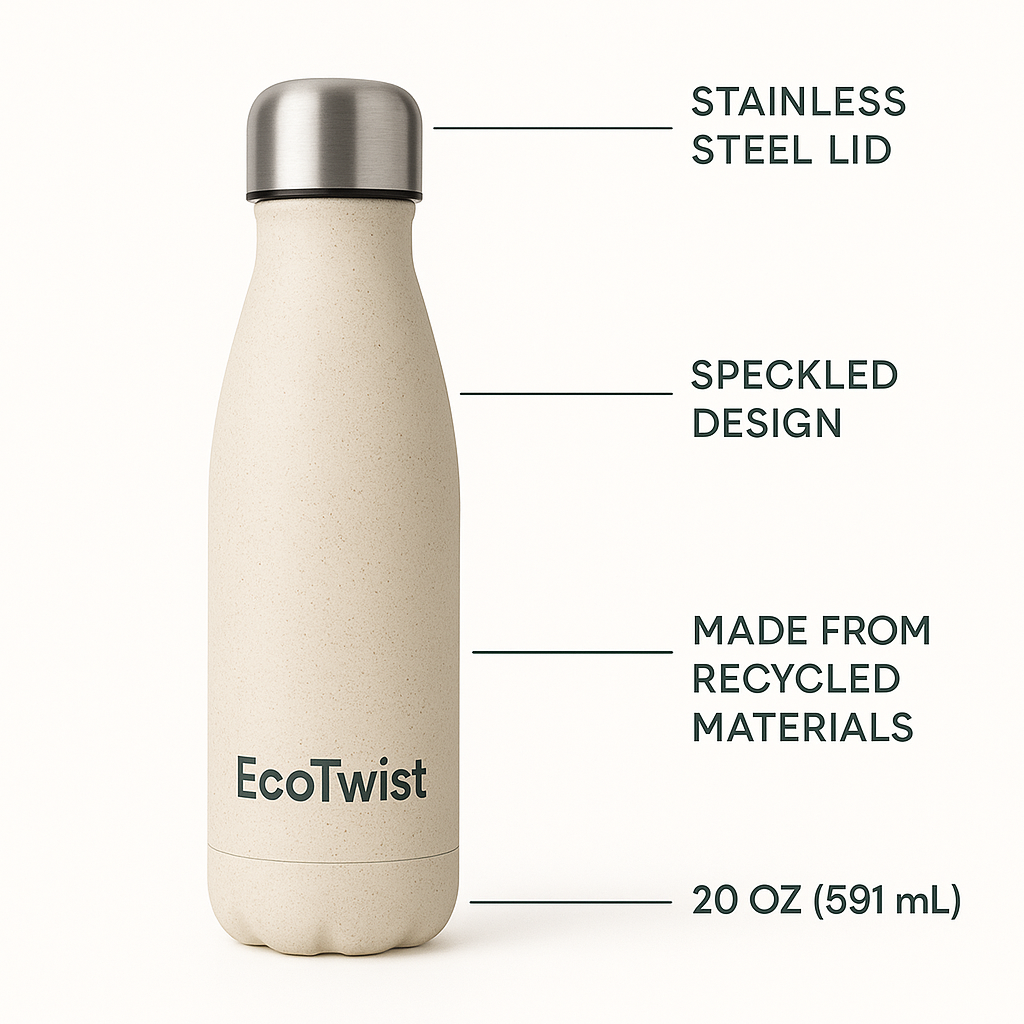 STAINLESS
STEEL LID
SPECKLED
DESIGN
MADE FROM
RECYCLED
MATERIALS
EcoTwist
20 OZ (591 mL)